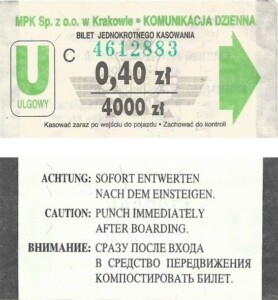 MPK Sp. z o.o. w Krakowie • KOMUNIKACJA DZIENNA
BILET JEDNOKROTNEGO KASOWANIA
C 4612883
U
ULGOWY
0,40 zł
4000 zł
Kasować zaraz po wejściu do pojazdu • Zachować do kontroli
ACHTUNG: SOFORT ENTWERTEN
NACH DEM EINSTEIGEN.
CAUTION: PUNCH IMMEDIATELY
AFTER BOARDING.
ВНИМАНИЕ: СРАЗУ ПОСЛЕ ВХОДА
В СРЕДСТВО ПЕРЕДВИЖЕНИЯ
КОМПОСТИРОВАТЬ БИЛЕТ.